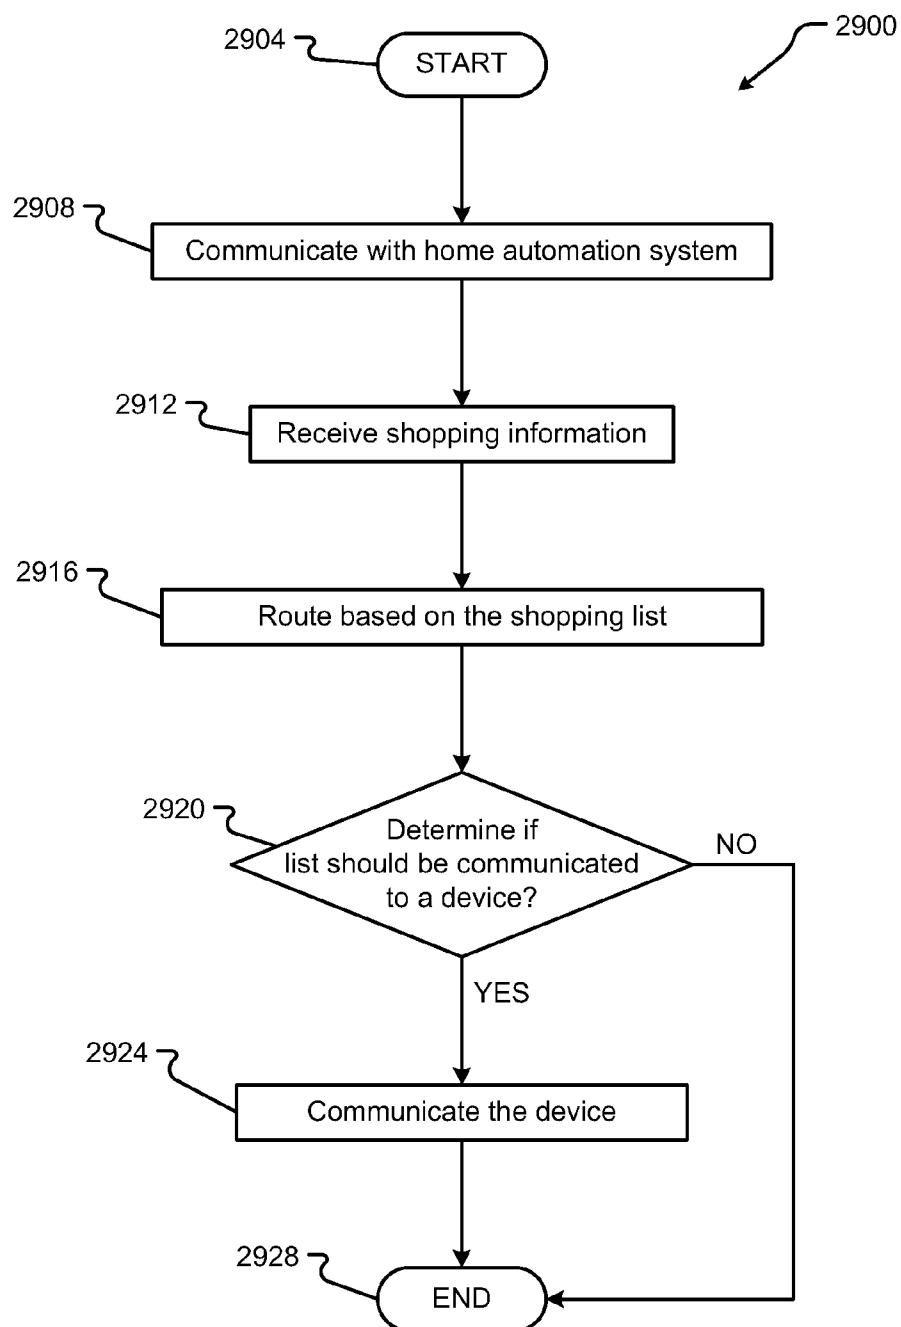 2900
2904
START
2908
Communicate with home automation system
2912
Receive shopping information
2916
Route based on the shopping list
2920
Determine if
list should be communicated
to a device?
NO
YES
2924
Communicate the device
2928
END